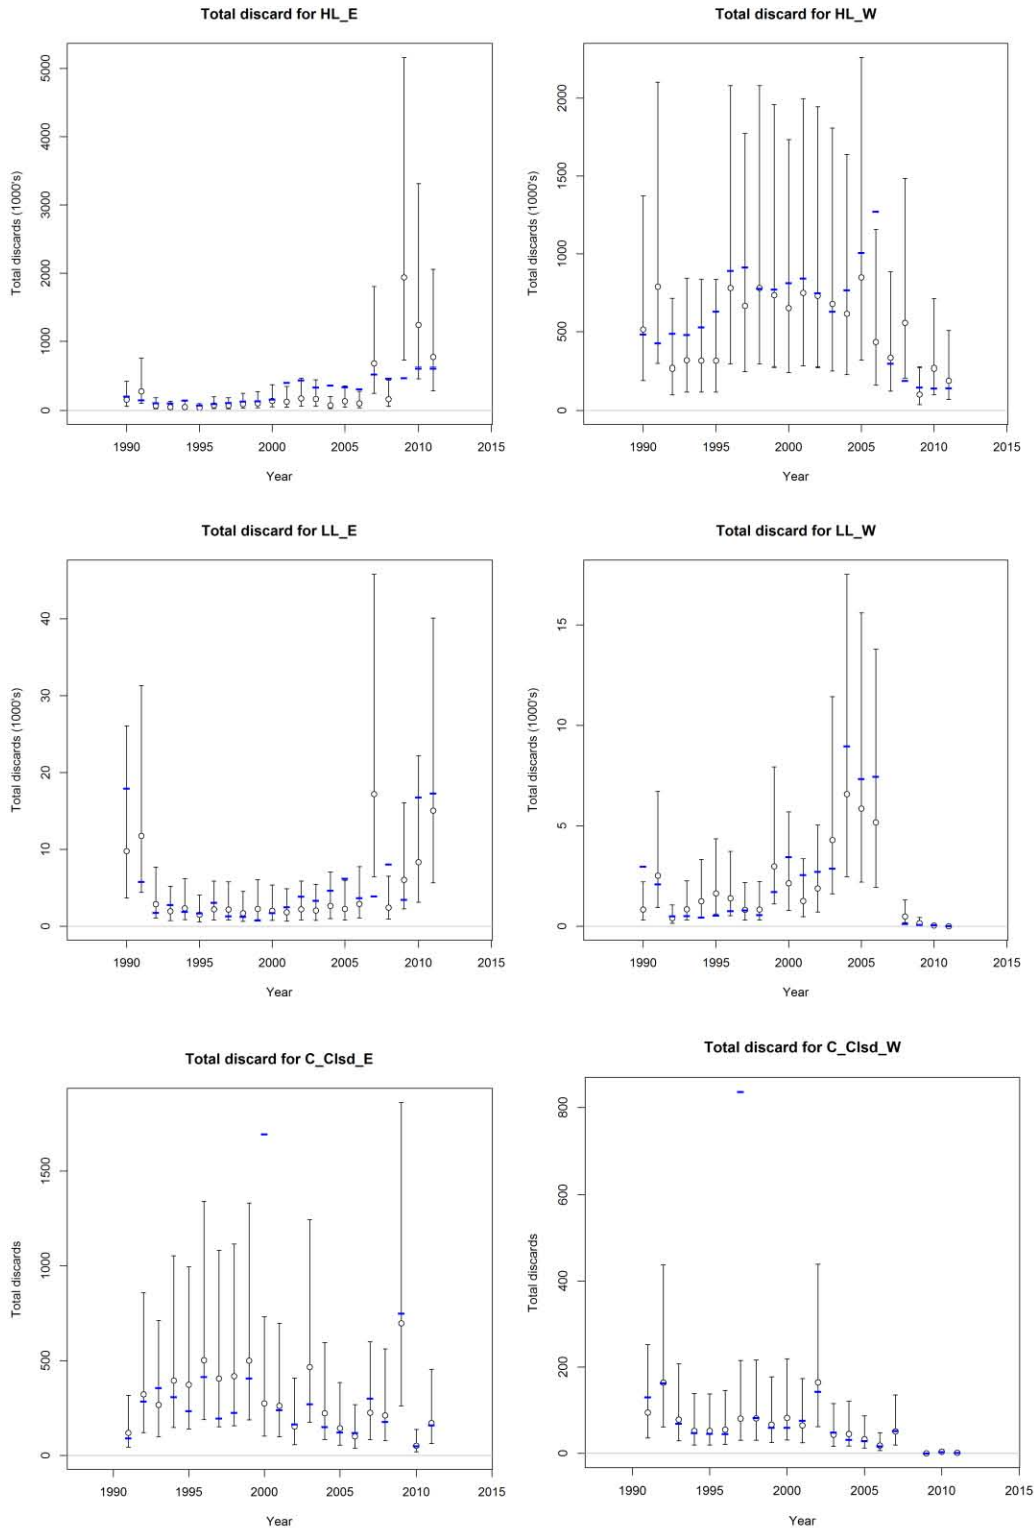 Total discard for HL_E
Total discards (1000's)
5000
4000
3000
2000
1000
0
1990 1995 2000 2005 2010 2015
Year
Total discard for HL_W
Total discards (1000's)
2000
1500
1000
500
0
1990 1995 2000 2005 2010 2015
Year
Total discard for LL_E
Total discards (1000's)
40
30
20
10
0
1990 1995 2000 2005 2010 2015
Year
Total discard for LL_W
Total discards (1000's)
15
10
5
0
1990 1995 2000 2005 2010 2015
Year
Total discard for C_Clsd_E
Total discards
1500
1000
500
0
1990 1995 2000 2005 2010 2015
Year
Total discard for C_Clsd_W
Total discards
800
600
400
200
0
1990 1995 2000 2005 2010 2015
Year